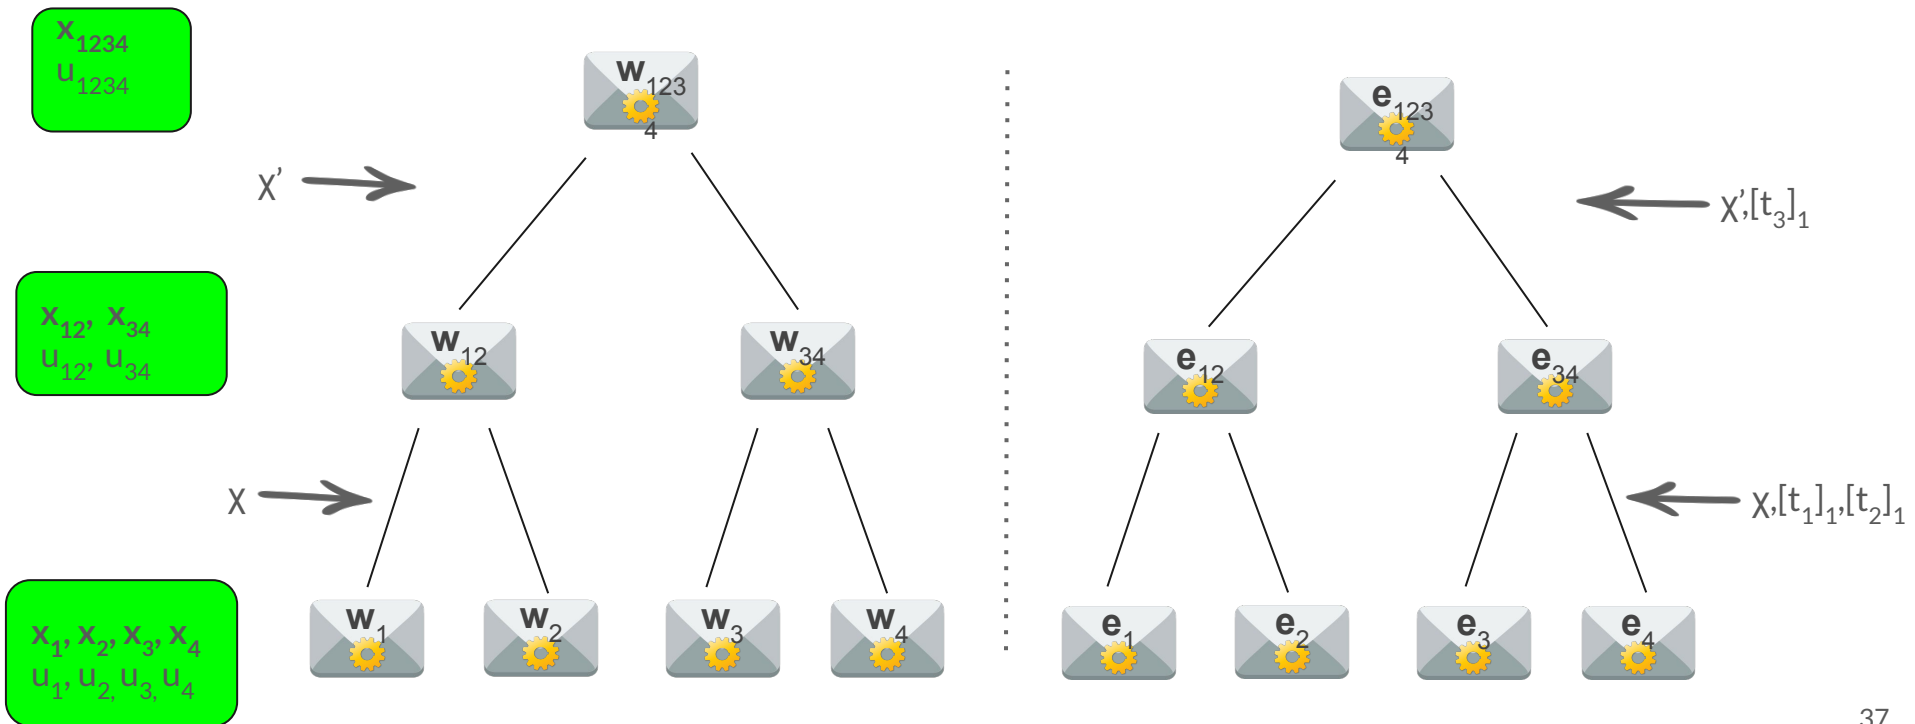 x1234
u1234
w1234
e1234
χ’
χ’,[t3]1
x12, x34
u12, u34
w12
w34
e12
e34
χ
χ,[t1]1,[t2]1
x1, x2, x3, x4
u1, u2, u3, u4
w1
w2
w3
w4
e1
e2
e3
e4
37